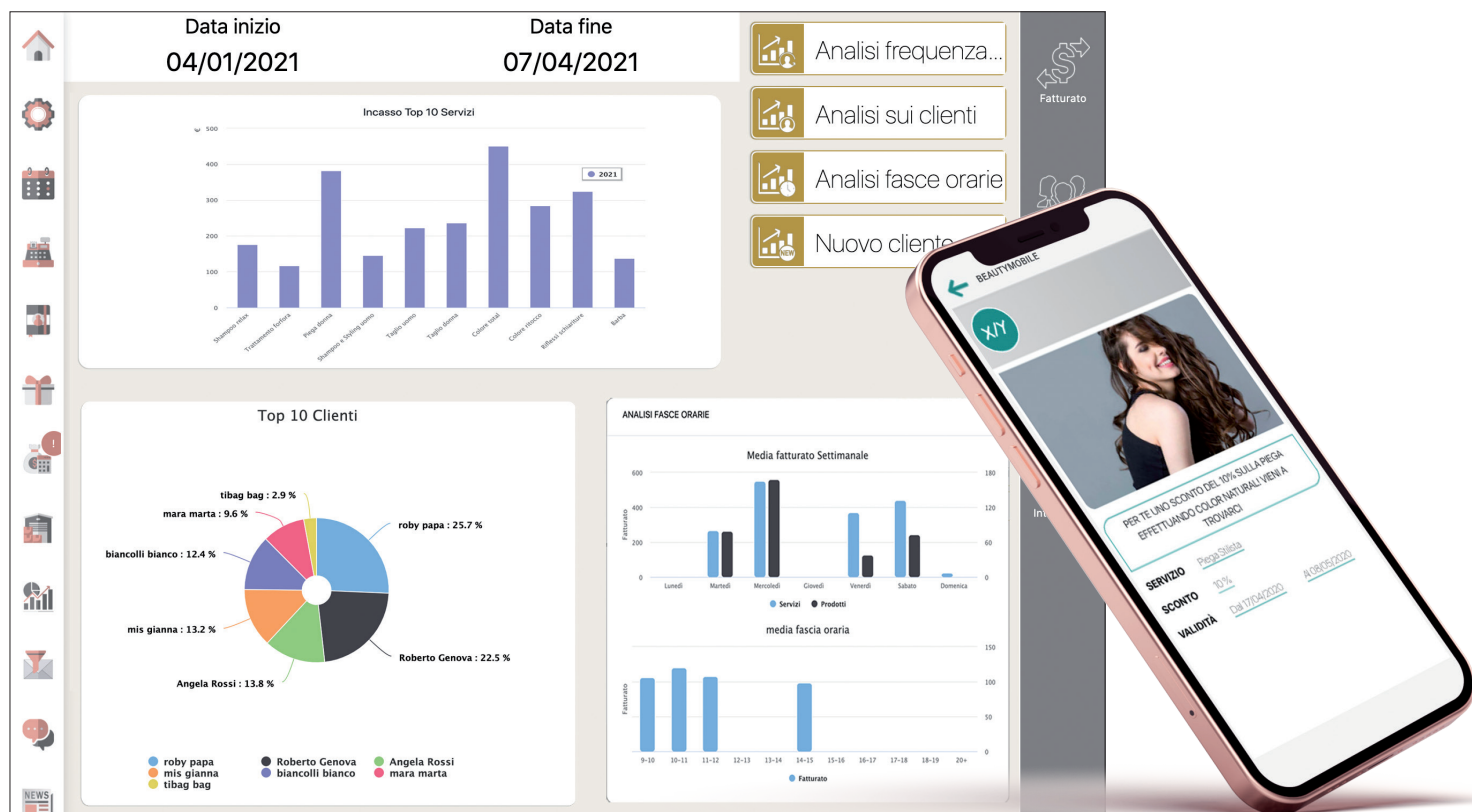 Data inizio
04/01/2021
Data fine
07/04/2021
Analisi frequenza...
Analisi sui clienti
Analisi fasce orarie
Nuovo cliente
NEW
Fatturato
Incasso Top 10 Servizi
€
500
400
300
200
100
0
2021
Shampoo relax
Trattamento forfora
Piega donna
Shampoo e Styling uomo
Taglio uomo
Taglio donna
Colore total
Colore ritocco
Riflessi schiariture
Barba
Top 10 Clienti
tibag bag : 2.9 %
mara marta : 9.6 %
biancolli bianco : 12.4 %
mis gianna : 13.2 %
Angela Rossi : 13.8 %
roby papa : 25.7 %
Roberto Genova : 22.5 %
roby papa
Roberto Genova
Angela Rossi
mis gianna
biancolli bianco
mara marta
tibag bag
ANALISI FASCE ORARIE
Media fatturato Settimanale
Fatturato
600
400
200
0
180
120
60
0
Lunedì
Martedì
Mercoledì
Giovedì
Venerdì
Sabato
Domenica
Servizi
Prodotti
media fascia oraria
Fatturato
150
100
50
0
9-10
10-11
11-12
12-13
13-14
14-15
15-16
16-17
17-18
18-19
20+
Fatturato
!
NEWS
BEAUTYMOBILE
X/Y
PER TE UNO SCONTO DEL 10% SULLA PIEGA
EFFETTUANDO COLOR NATURAL! VIENI A
TROVARCI
SERVIZIO Piega Stilista
SCONTO 10 %
VALIDITÀ Dal 17/04/2020 Al 08/05/2020